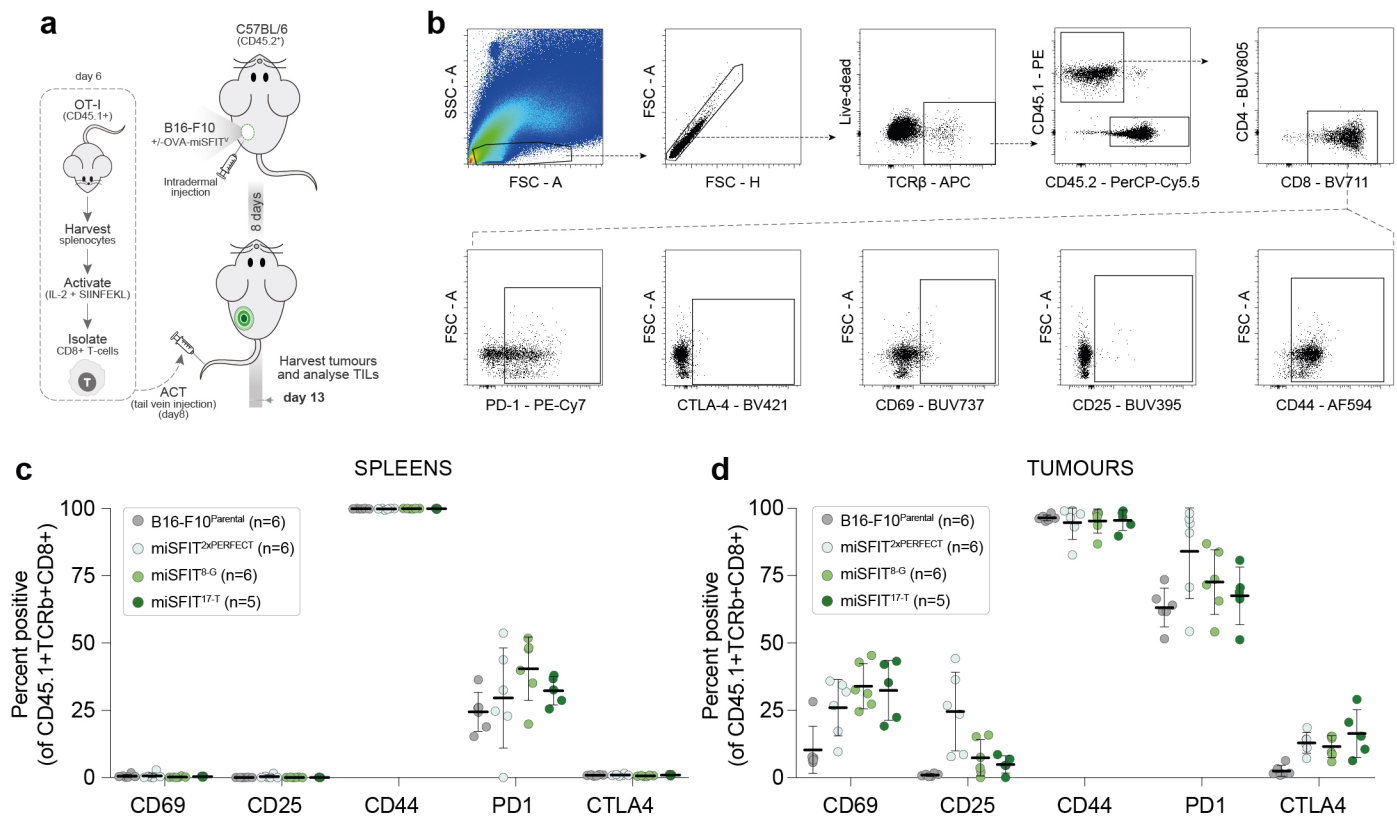 a
day 6
OT-I
(CD45.1+)
Harvest
splenocytes
Activate
(IL-2 + SIINFEKL)
Isolate
CD8+ T-cells
T
C57BL/6
(CD45.2⁺)
B16-F10
+/-OVA-miSFITⱽ
Intradermal
injection
8 days
ACT
(tail vein injection)
(day8)
Harvest tumours
and analyse TILs
day 13
b
SSC - A
FSC - A
FSC - A
FSC - H
Live-dead
TCRβ - APC
CD45.1 - PE
CD45.2 - PerCP-Cy5.5
CD4 - BUV805
CD8 - BV711
FSC - A
PD-1 - PE-Cy7
FSC - A
CTLA-4 - BV421
FSC - A
CD69 - BUV737
FSC - A
CD25 - BUV395
FSC - A
CD44 - AF594
c
SPLEENS
Percent positive
(of CD45.1+TCRb+CD8+)
100
75
50
25
0
B16-F10ᴾᵃʳᵉⁿᵗᵃˡ (n=6)
miSFIT²ˣᴾᴱᴿᶠᴱᶜᵀ (n=6)
miSFIT⁸⁻ᴳ (n=6)
miSFIT¹⁷⁻ᵀ (n=5)
CD69 CD25 CD44 PD1 CTLA4
d
TUMOURS
Percent positive
(of CD45.1+TCRb+CD8+)
100
75
50
25
0
B16-F10ᴾᵃʳᵉⁿᵗᵃˡ (n=6)
miSFIT²ˣᴾᴱᴿᶠᴱᶜᵀ (n=6)
miSFIT⁸⁻ᴳ (n=6)
miSFIT¹⁷⁻ᵀ (n=5)
CD69 CD25 CD44 PD1 CTLA4